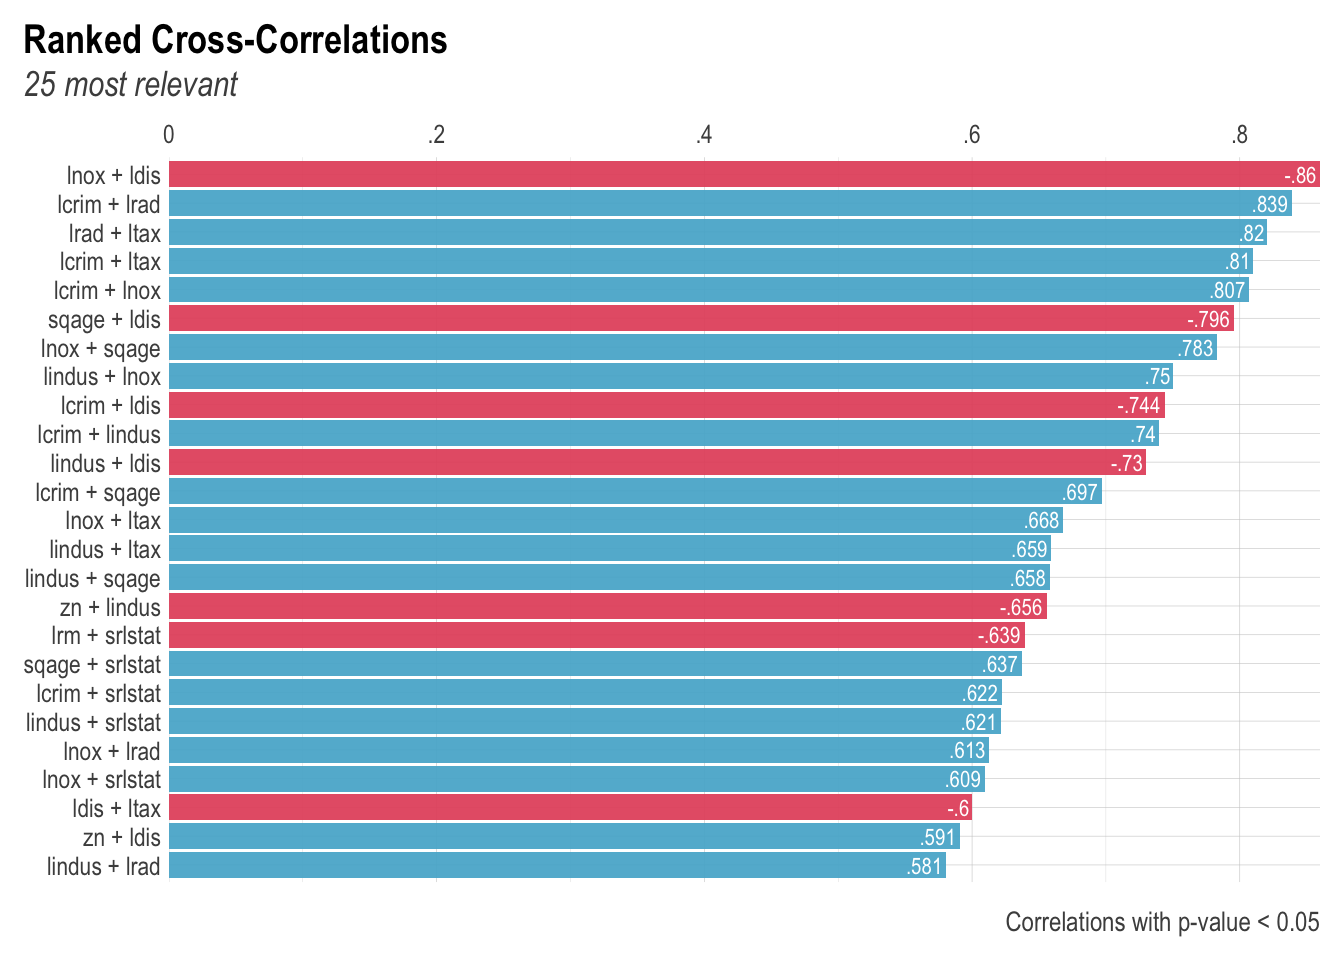 Ranked Cross-Correlations
25 most relevant
0 .2 .4 .6 .8
lnox + ldis -.86
lcrim + lrad .839
lrad + ltax .82
lcrim + ltax .81
lcrim + lnox .807
sqage + ldis -.796
lnox + sqage .783
lindus + lnox .75
lcrim + ldis -.744
lcrim + lindus .74
lindus + ldis -.73
lcrim + sqage .697
lnox + ltax .668
lindus + ltax .659
lindus + sqage .658
zn + lindus -.656
lrm + srlstat -.639
sqage + srlstat .637
lcrim + srlstat .622
lindus + srlstat .621
lnox + lrad .613
lnox + srlstat .609
ldis + ltax -.6
zn + ldis .591
lindus + lrad .581
Correlations with p-value < 0.05